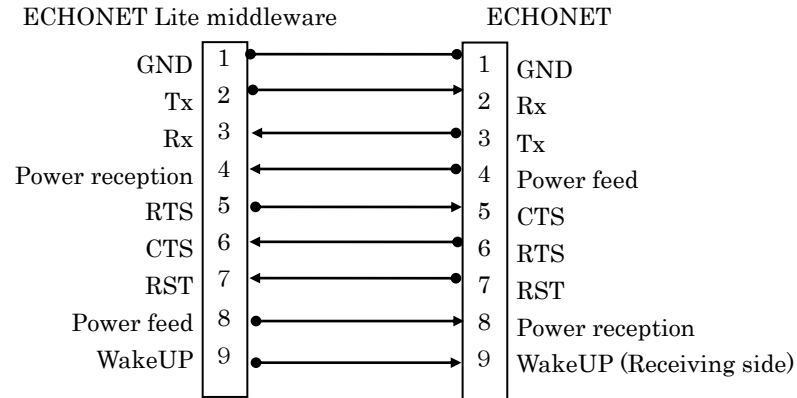 ECHONET Lite middleware ECHONET
GND 1 1 GND
Tx 2 2 Rx
Rx 3 3 Tx
Power reception 4 4 Power feed
RTS 5 5 CTS
CTS 6 6 RTS
RST 7 7 RST
Power feed 8 8 Power reception
WakeUP 9 9 WakeUP (Receiving side)